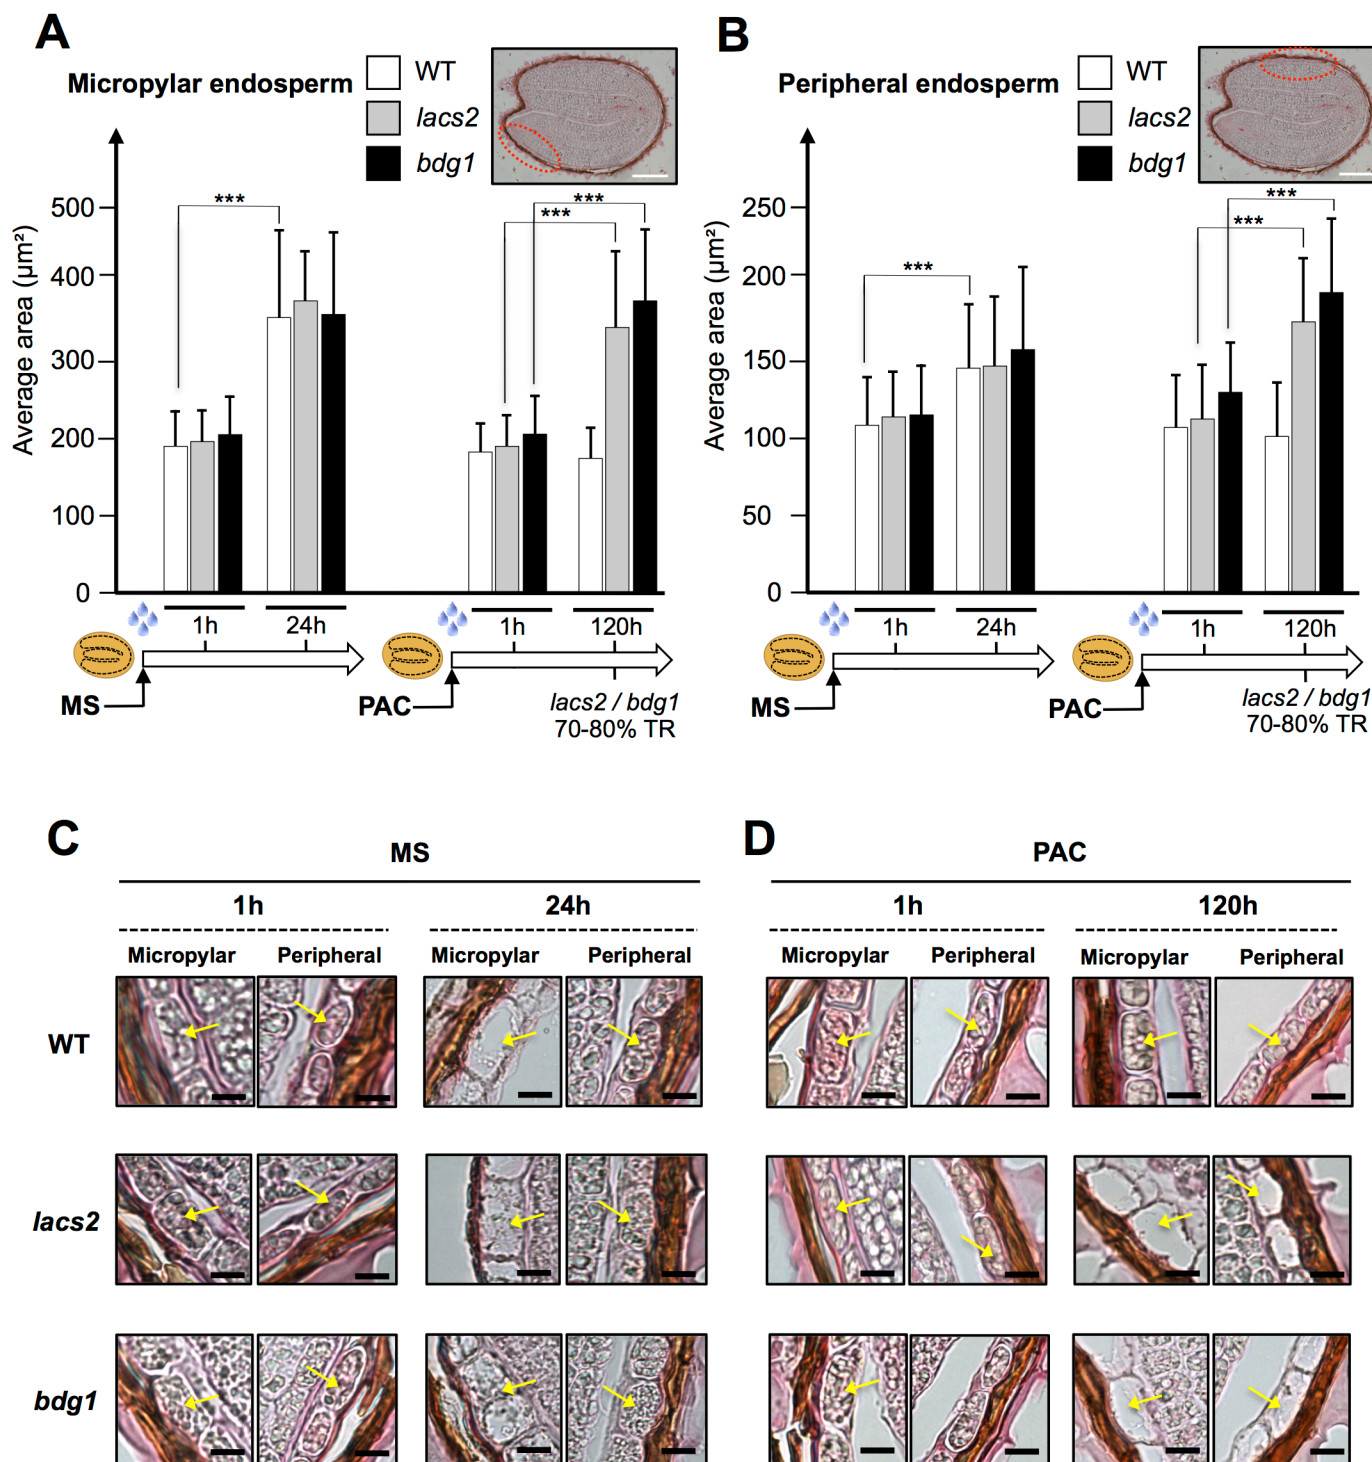 A
Micropylar endosperm
WT
lacs2
bdg1
Average area (µm²)
500
400
300
200
100
0
***
***
***
1h
24h
1h
120h
MS
PAC
lacs2 / bdg1
70-80% TR
B
Peripheral endosperm
WT
lacs2
bdg1
Average area (µm²)
250
200
150
100
50
0
***
***
***
1h
24h
1h
120h
MS
PAC
lacs2 / bdg1
70-80% TR
C
MS
1h
24h
Micropylar
Peripheral
Micropylar
Peripheral
WT
lacs2
bdg1
D
PAC
1h
120h
Micropylar
Peripheral
Micropylar
Peripheral